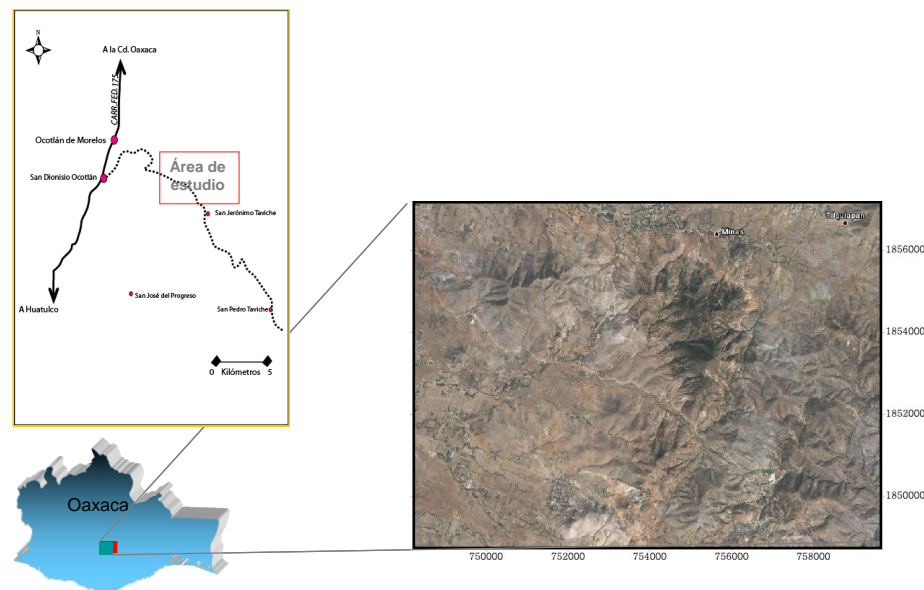 A la Cd. Oaxaca
CARR.FED.175
Ocotlán de Morelos
San Dionisio Ocotlán
Área de
estudio
San Jerónimo Taviche
San José del Progreso
A Huatulco
San Pedro Taviche
0 Kilómetros 5
Oaxaca
Minas
Tilquiapan
1856000
1854000
1852000
1850000
750000 752000 754000 756000 758000